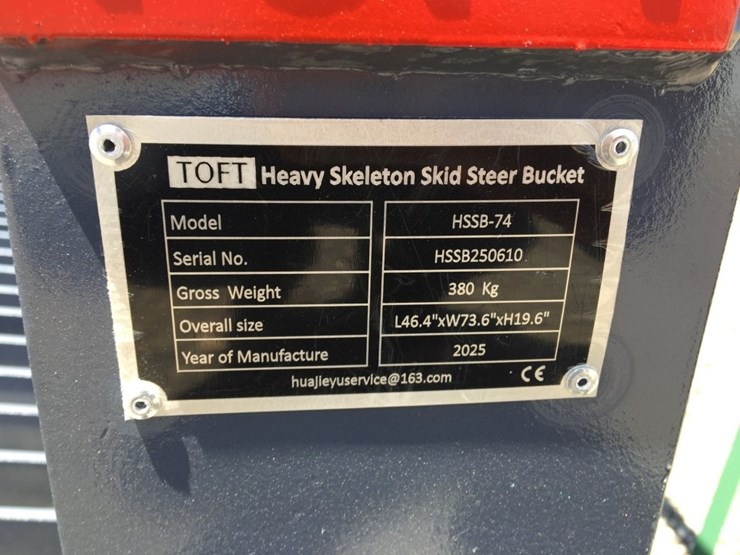 TOFT Heavy Skeleton Skid Steer Bucket
Model HSSB-74
Serial No. HSSB250610
Gross Weight 380 Kg
Overall size L46.4"xW73.6"xH19.6"
Year of Manufacture 2025
huajieyuservice@163.com CE